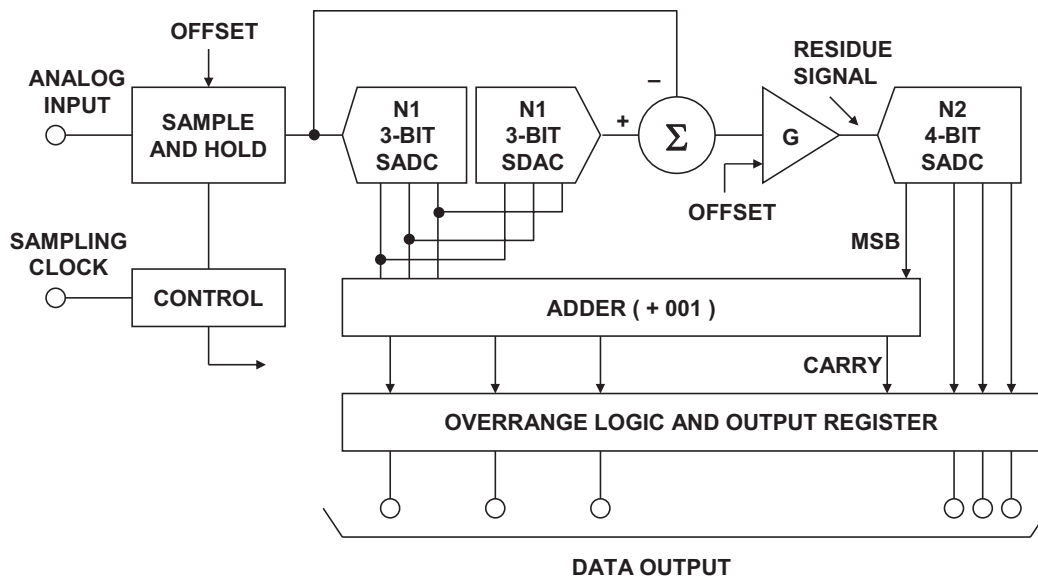 OFFSET
ANALOG
INPUT
SAMPLE
AND HOLD
N1
3-BIT
SADC
N1
3-BIT
SDAC
+
–
Σ
G
OFFSET
RESIDUE
SIGNAL
N2
4-BIT
SADC
SAMPLING
CLOCK
CONTROL
MSB
ADDER ( + 001 )
CARRY
OVERRANGE LOGIC AND OUTPUT REGISTER
DATA OUTPUT